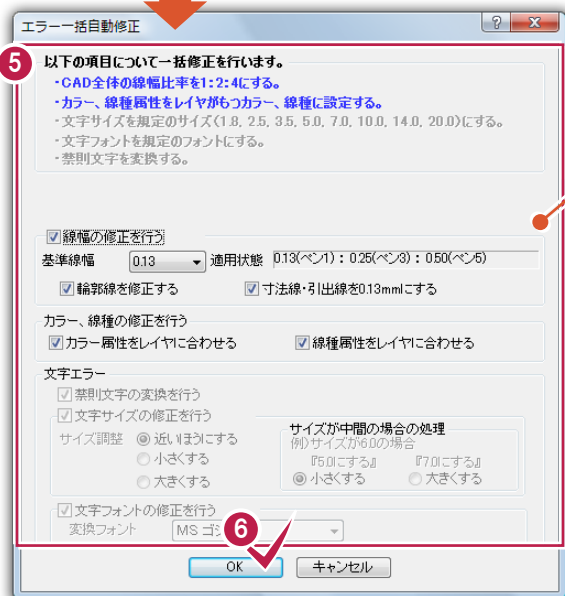 エラー一括自動修正
5
以下の項目について一括修正を行います。
・CAD全体の線幅比率を1:2:4にする。
・カラー、線種属性をレイヤがもつカラー、線種に設定する。
・文字サイズを規定のサイズ(1.8, 2.5, 3.5, 5.0, 7.0, 10.0, 14.0, 20.0)にする。
・文字フォントを規定のフォントにする。
・禁則文字を変換する。
線幅の修正を行う
基準線幅 0.13 適用状態 0.13(ペン1) : 0.25(ペン3) : 0.50(ペン5)
輪郭線を修正する 寸法線・引出線を0.13mmにする
カラー、線種の修正を行う
カラー属性をレイヤに合わせる 線種属性をレイヤに合わせる
文字エラー
禁則文字の変換を行う
文字サイズの修正を行う
サイズ調整 近いほうにする
小さくする
大きくする
サイズが中間の場合の処理
例)サイズが6.0の場合
『5.0にする』 『7.0にする』
小さくする 大きくする
文字フォントの修正を行う
変換フォント MS ゴシ
6
OK キャンセル